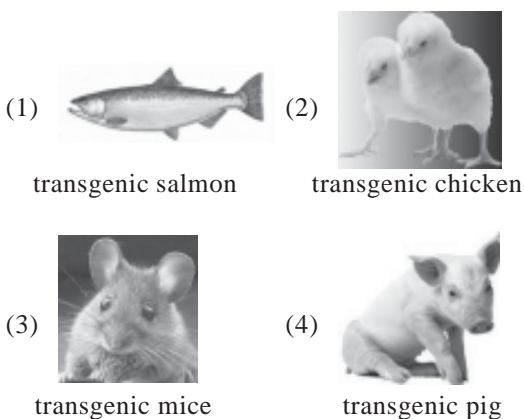 (1)
(2)
transgenic salmon
transgenic chicken
(3)
(4)
transgenic mice
transgenic pig